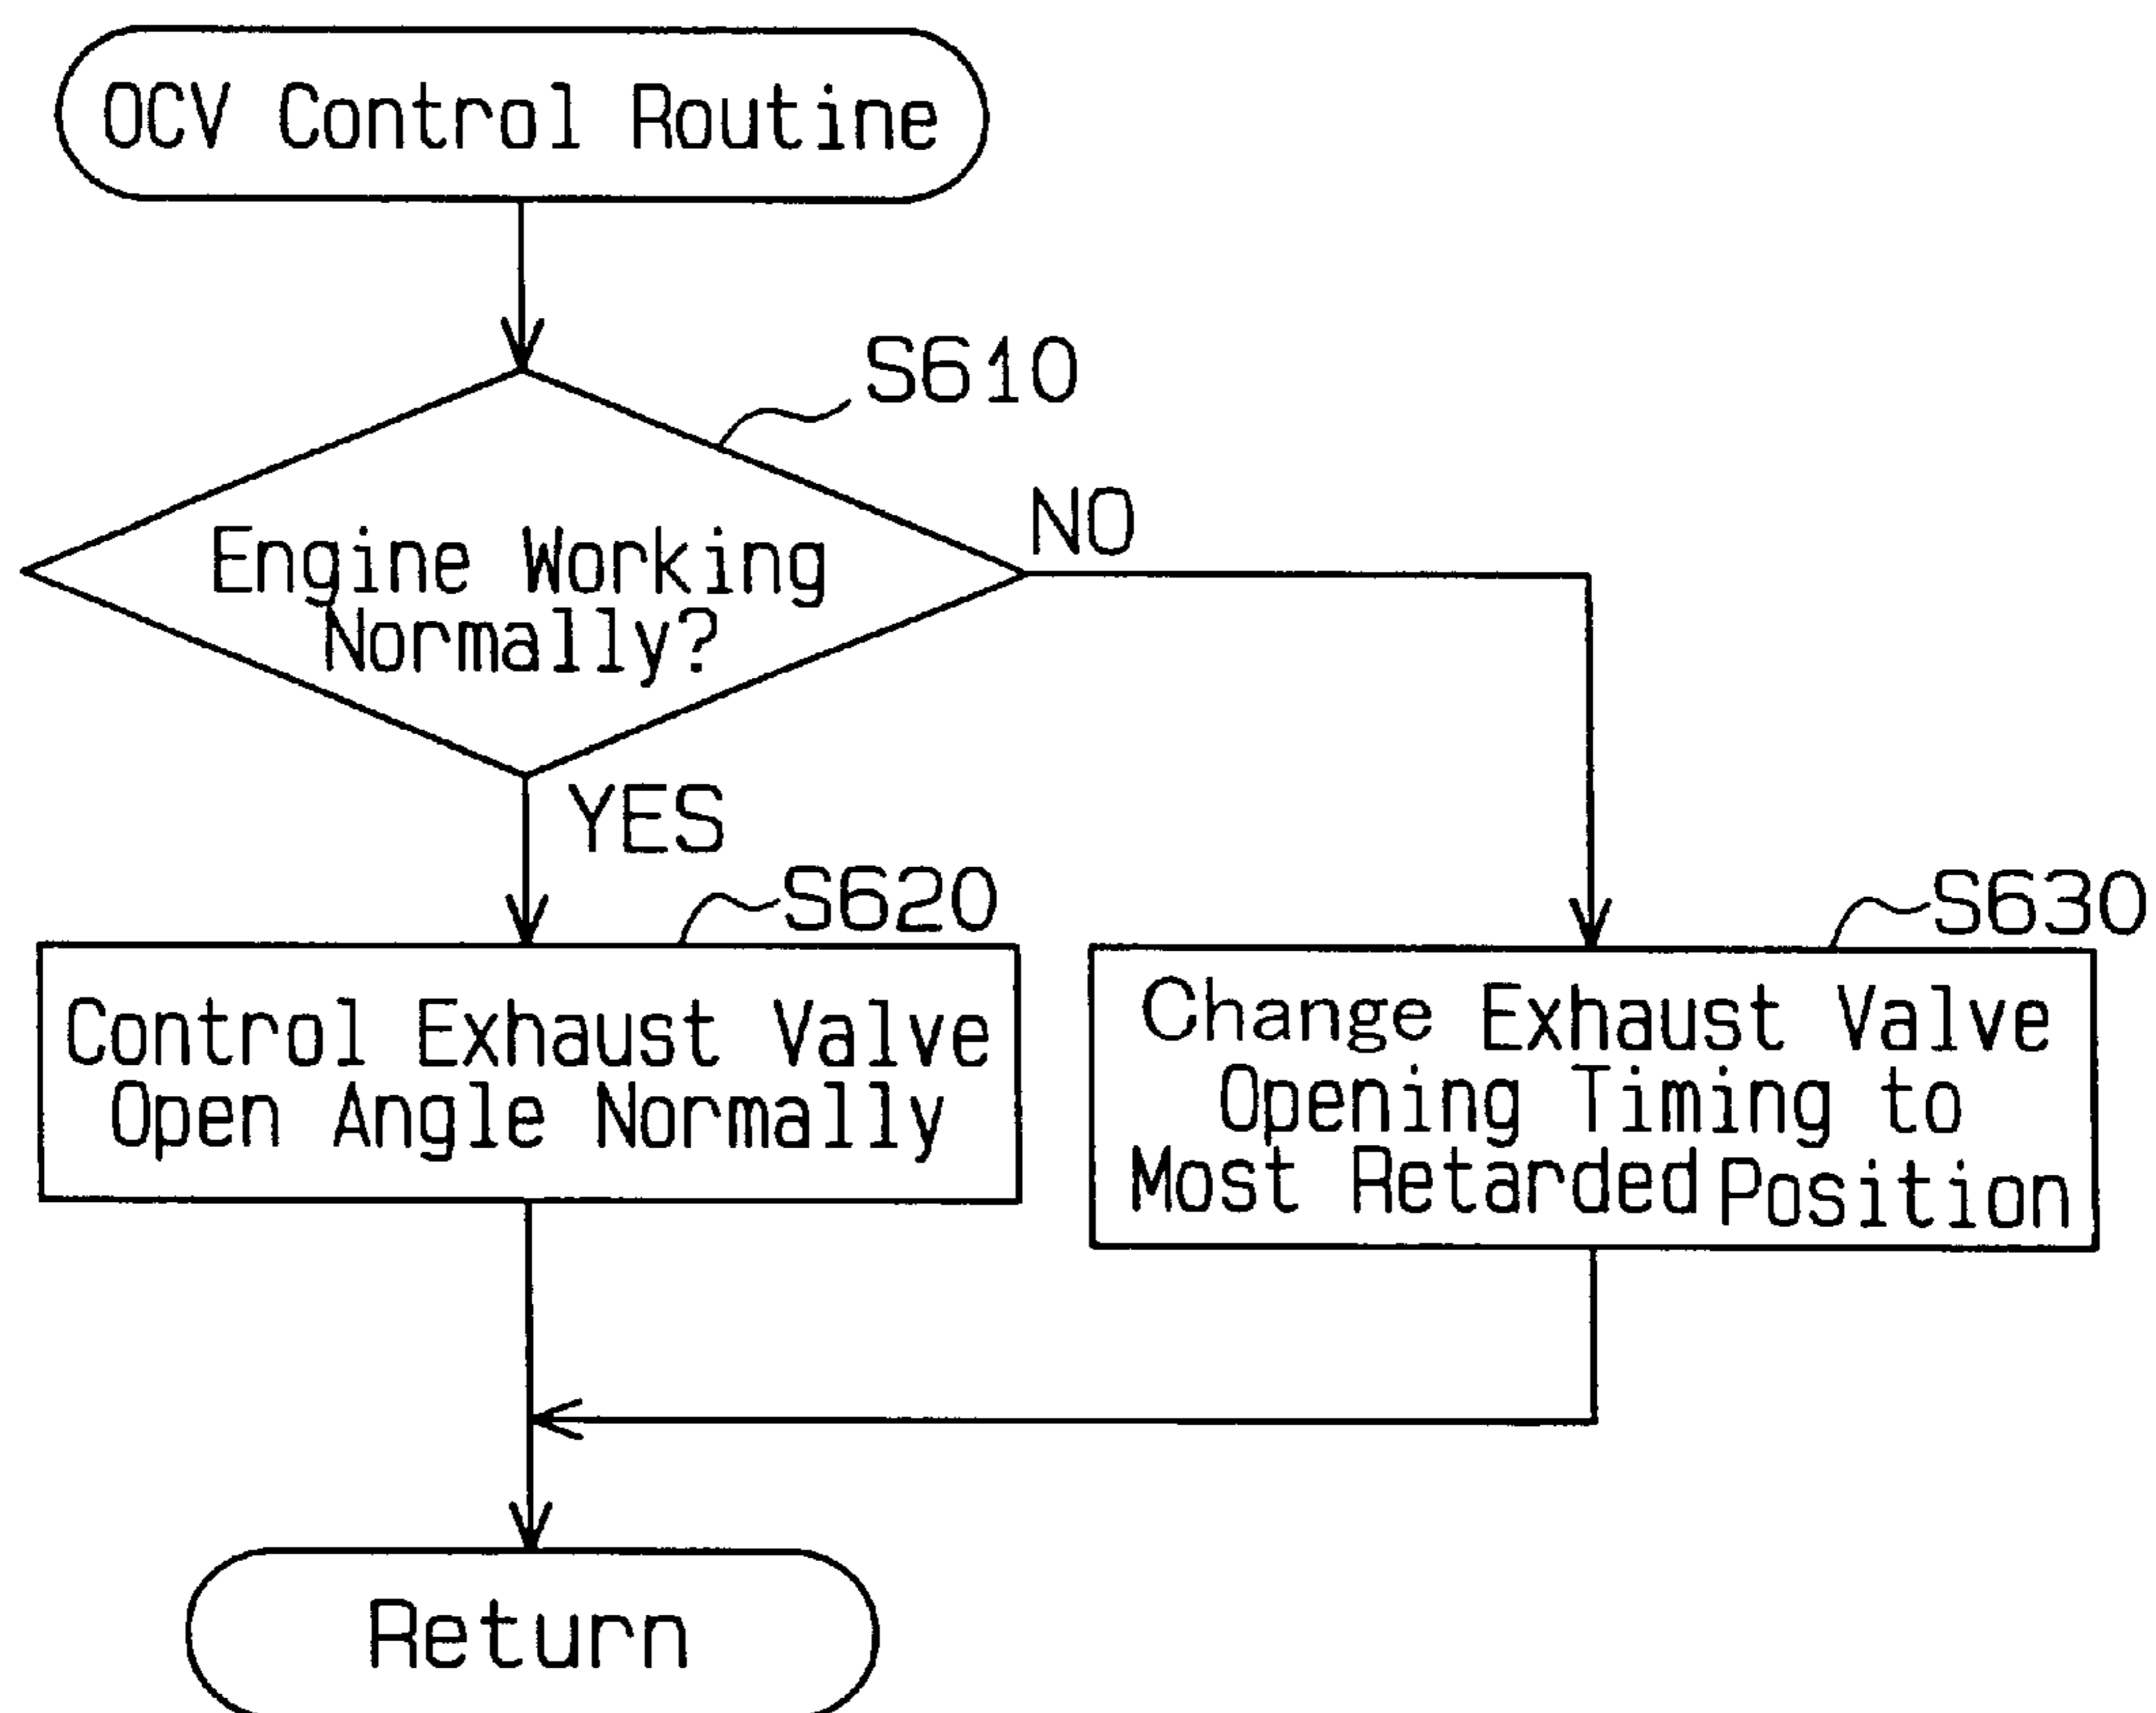 OCV Control Routine
S610
Engine Working
Normally?
NO
YES
S620
Control Exhaust Valve
Open Angle Normally
S630
Change Exhaust Valve
Opening Timing to
Most Retarded Position
Return